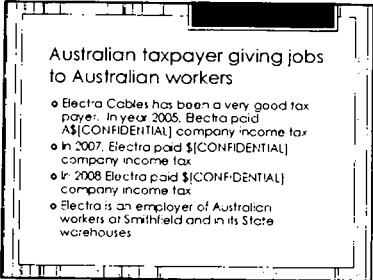 Australian taxpayer giving jobs
to Australian workers
Electra Cables has been a very good tax
payer. In year 2005, Electra paid
A$[CONFIDENTIAL] company income tax
In 2007, Electra paid $[CONFIDENTIAL]
company income tax
In 2008 Electra paid $[CONFIDENTIAL]
company income tax
Electra is an employer of Australian
workers at Smithfield and in its State
warehouses